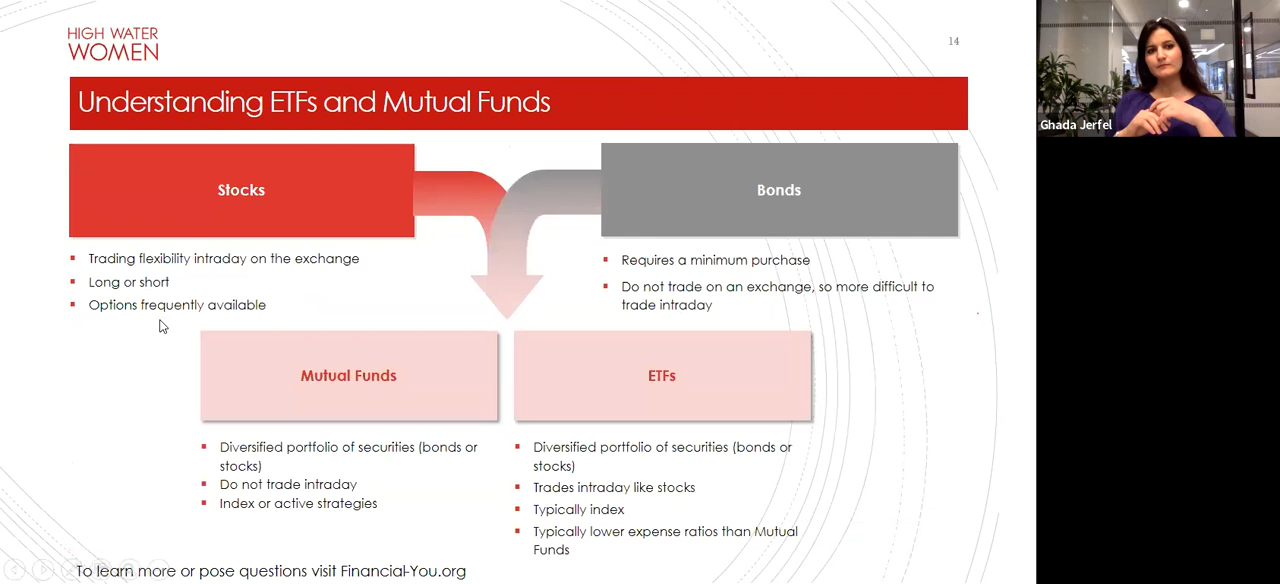 HIGH WATER
WOMEN
14
Understanding ETFs and Mutual Funds
Ghada Jerfel
Stocks
Bonds
Trading flexibility intraday on the exchange
Long or short
Options frequently available
Requires a minimum purchase
Do not trade on an exchange, so more difficult to
trade intraday
Mutual Funds
ETFs
Diversified portfolio of securities (bonds or
stocks)
Do not trade intraday
Index or active strategies
Diversified portfolio of securities (bonds or
stocks)
Trades intraday like stocks
Typically index
Typically lower expense ratios than Mutual
Funds
To learn more or pose questions visit Financial-You.org